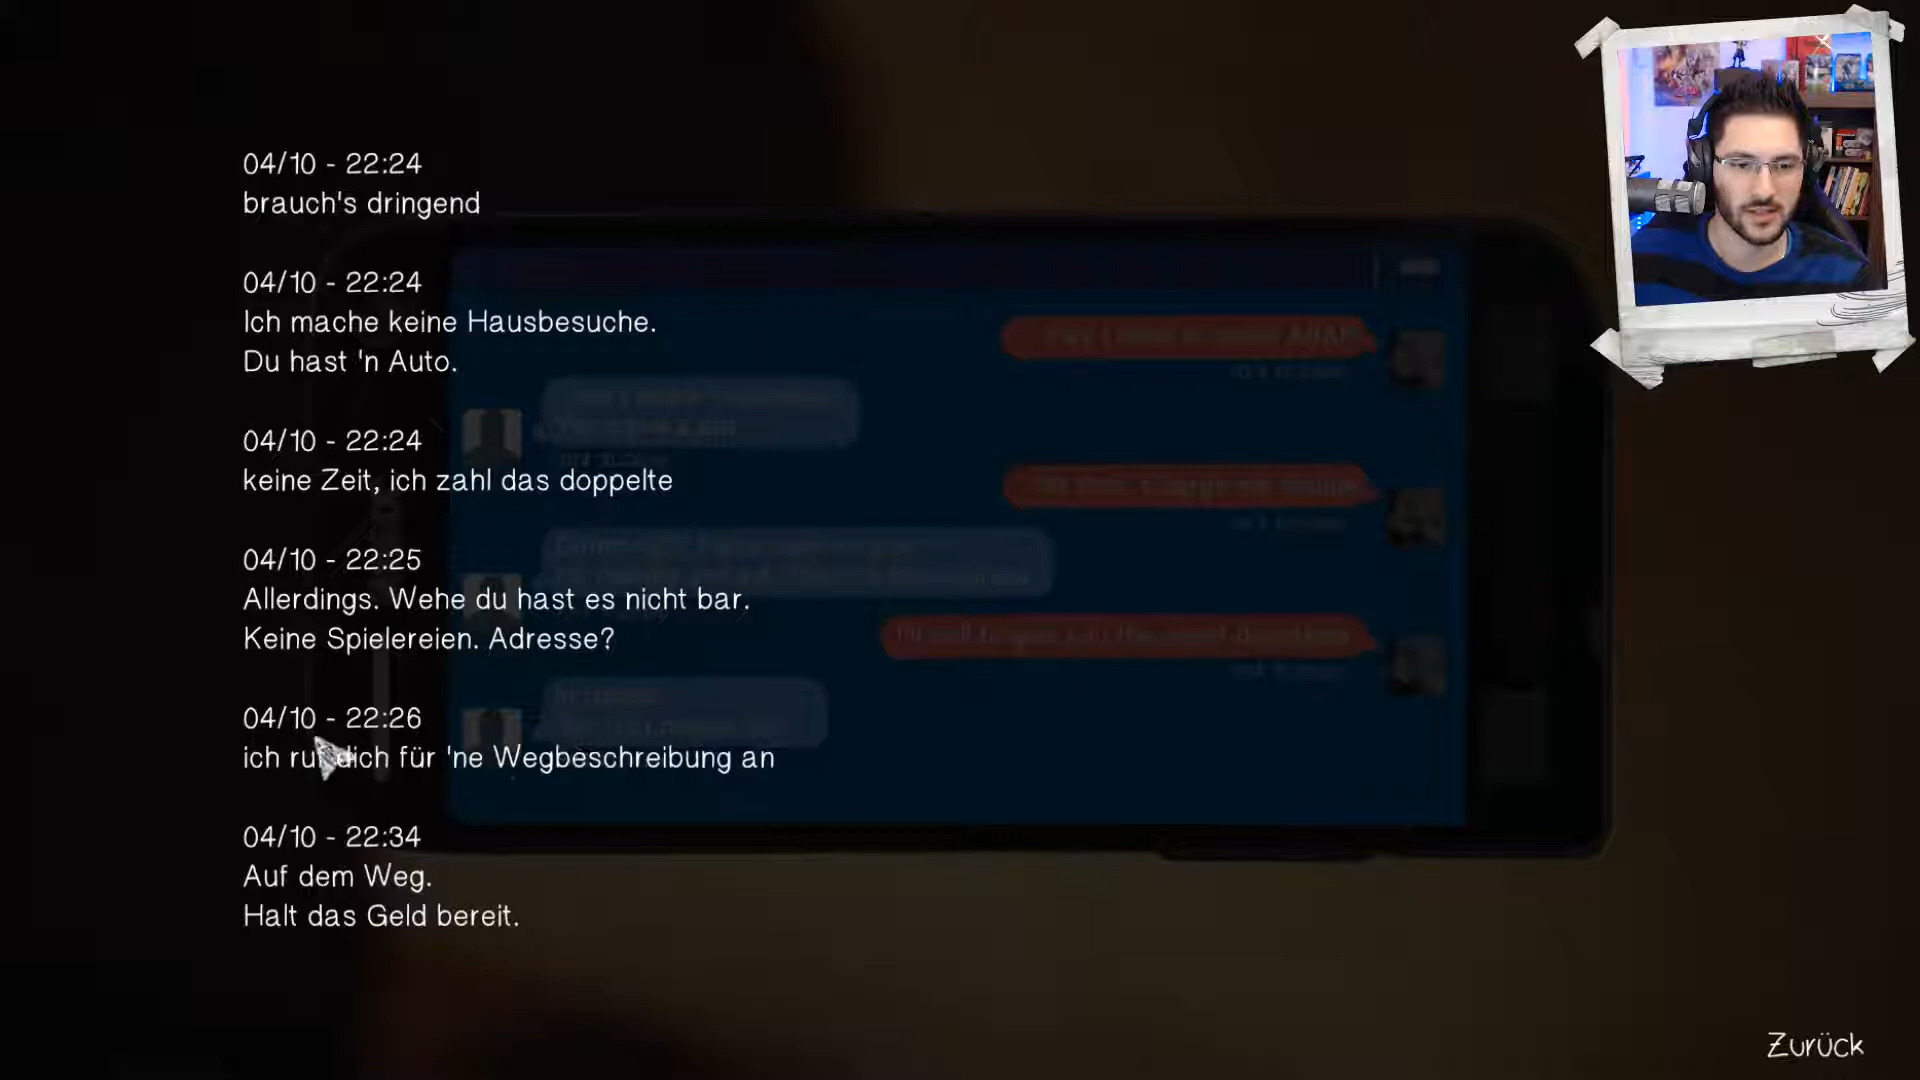 04/10 - 22:24
brauch's dringend
04/10 - 22:24
Ich mache keine Hausbesuche.
Du hast 'n Auto.
04/10 - 22:24
keine Zeit, ich zahl das doppelte
04/10 - 22:25
Allerdings. Wehe du hast es nicht bar.
Keine Spielereien. Adresse?
04/10 - 22:26
ich ruf dich für 'ne Wegbeschreibung an
04/10 - 22:34
Auf dem Weg.
Halt das Geld bereit.
Zurück